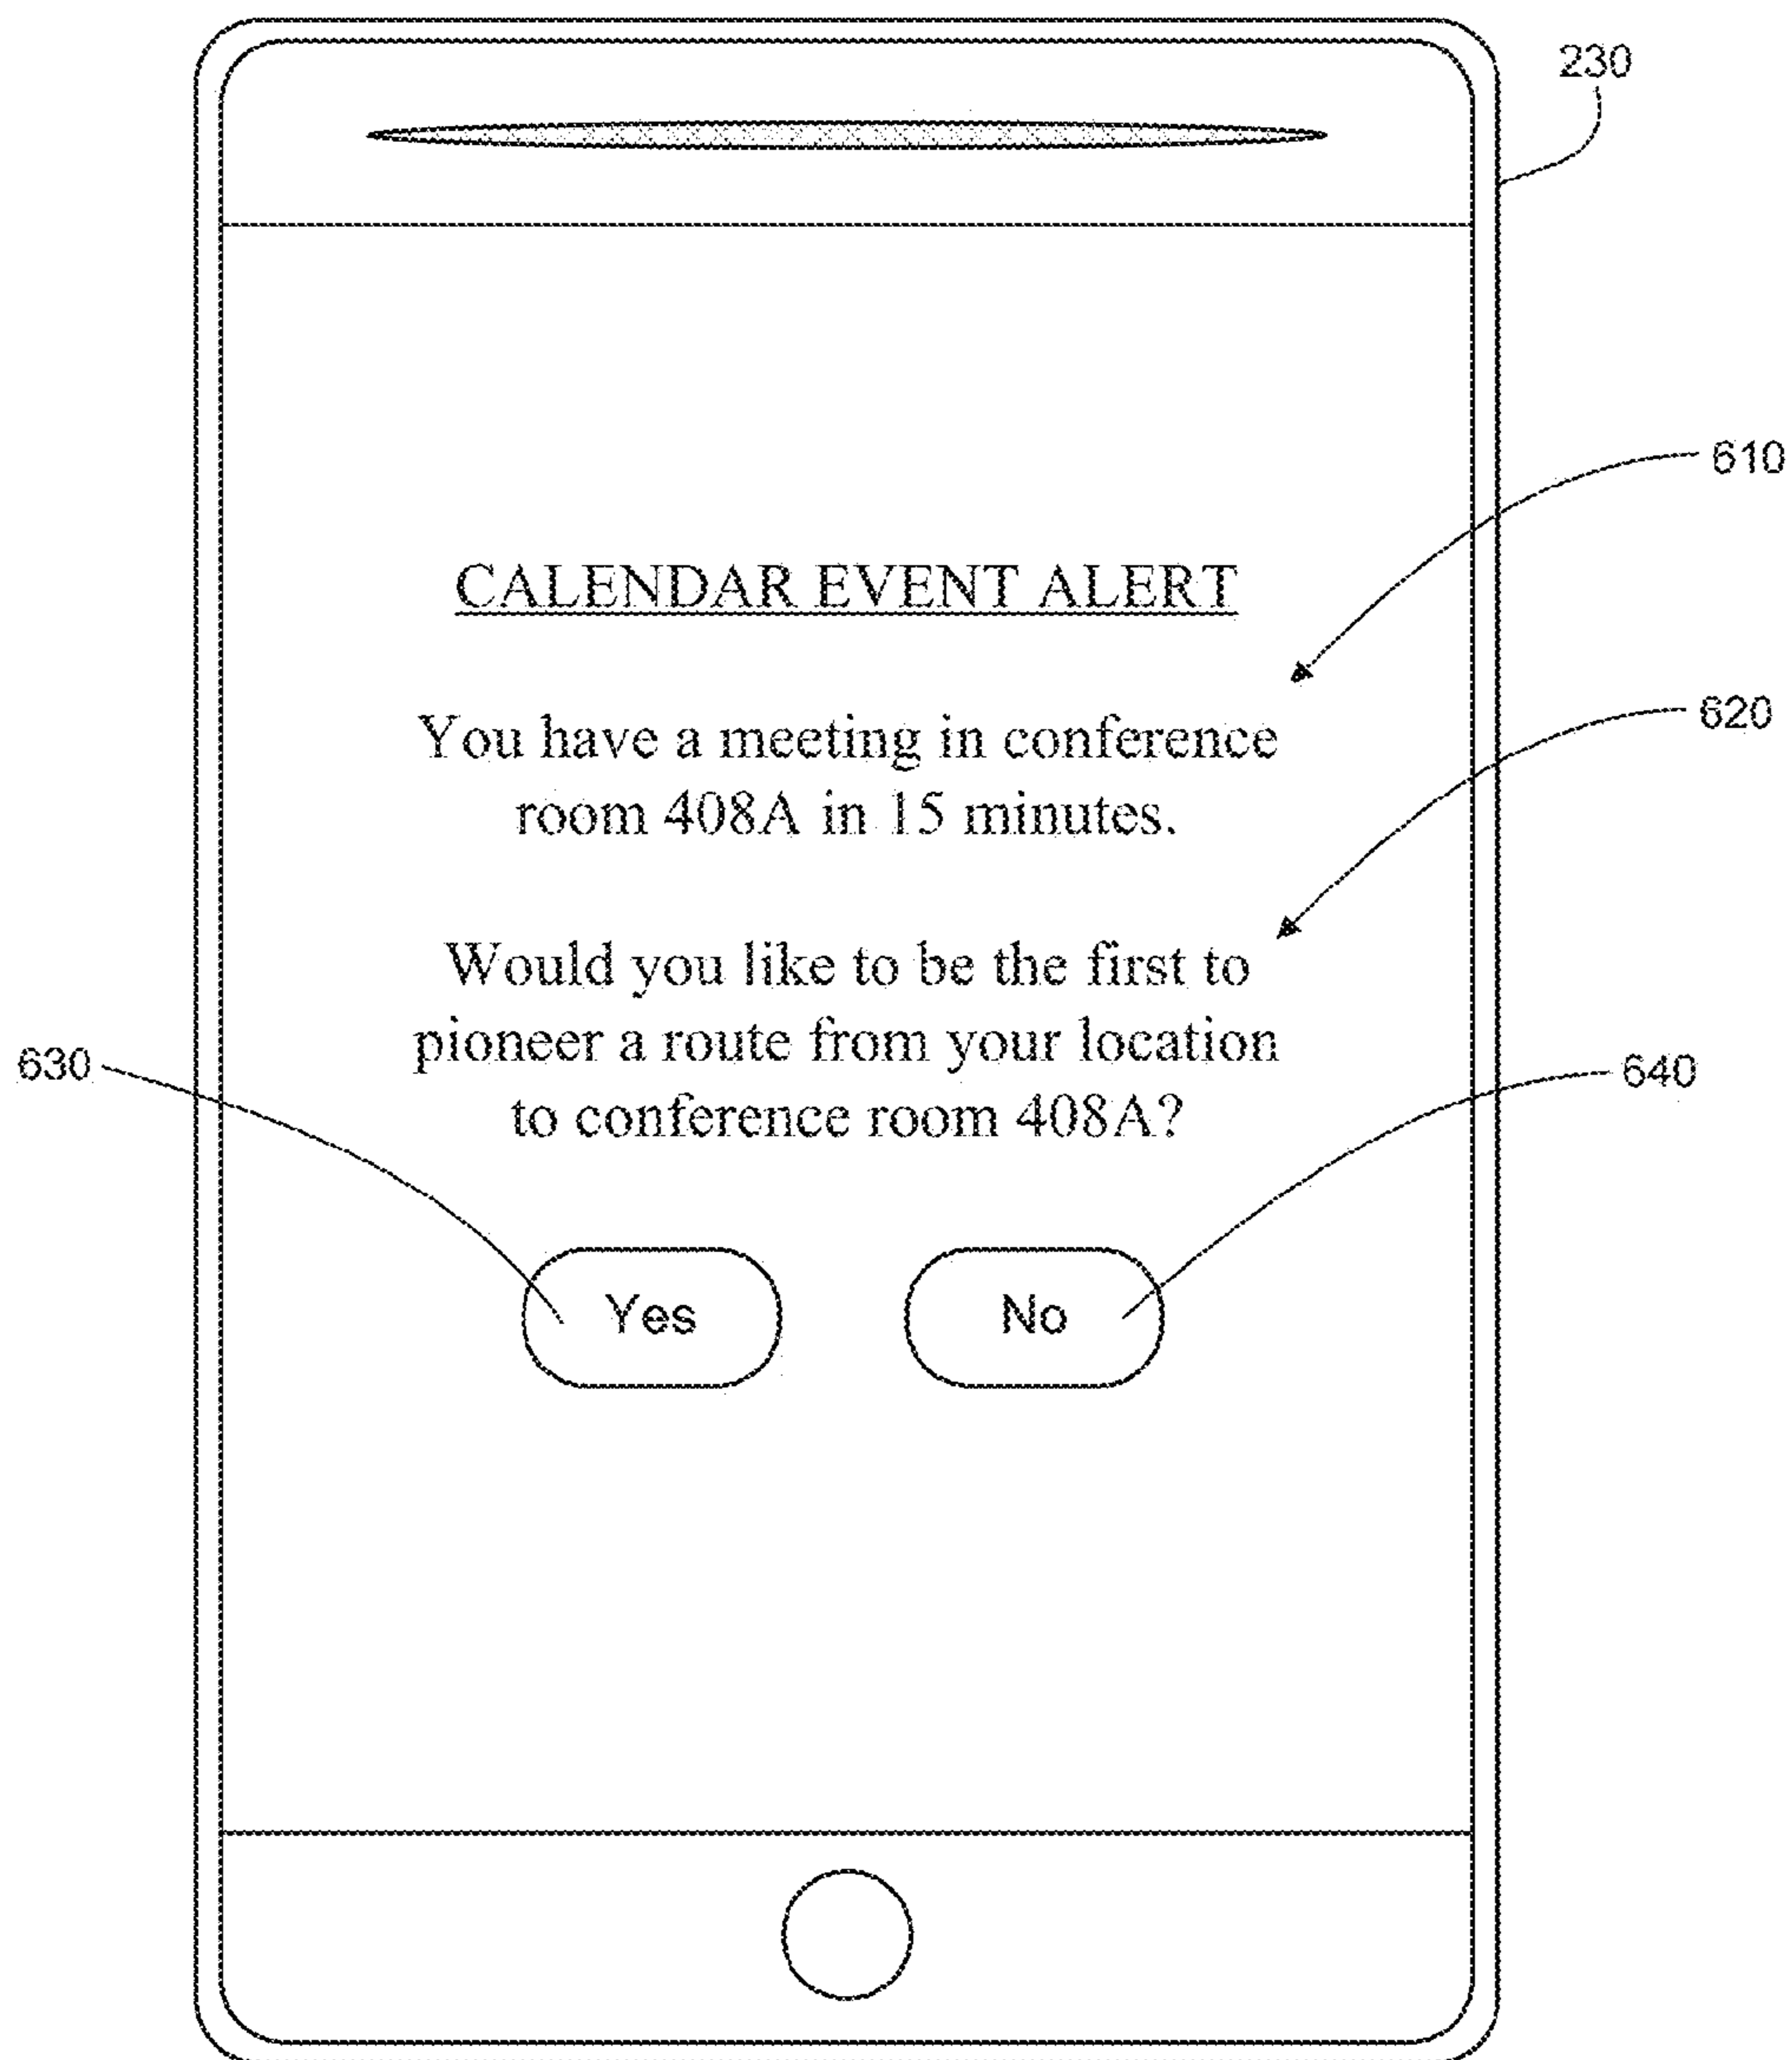 230
610
CALENDAR EVENT ALERT
620
You have a meeting in conference
room 408A in 15 minutes.
Would you like to be the first to
pioneer a route from your location
to conference room 408A?
630
640
Yes
No